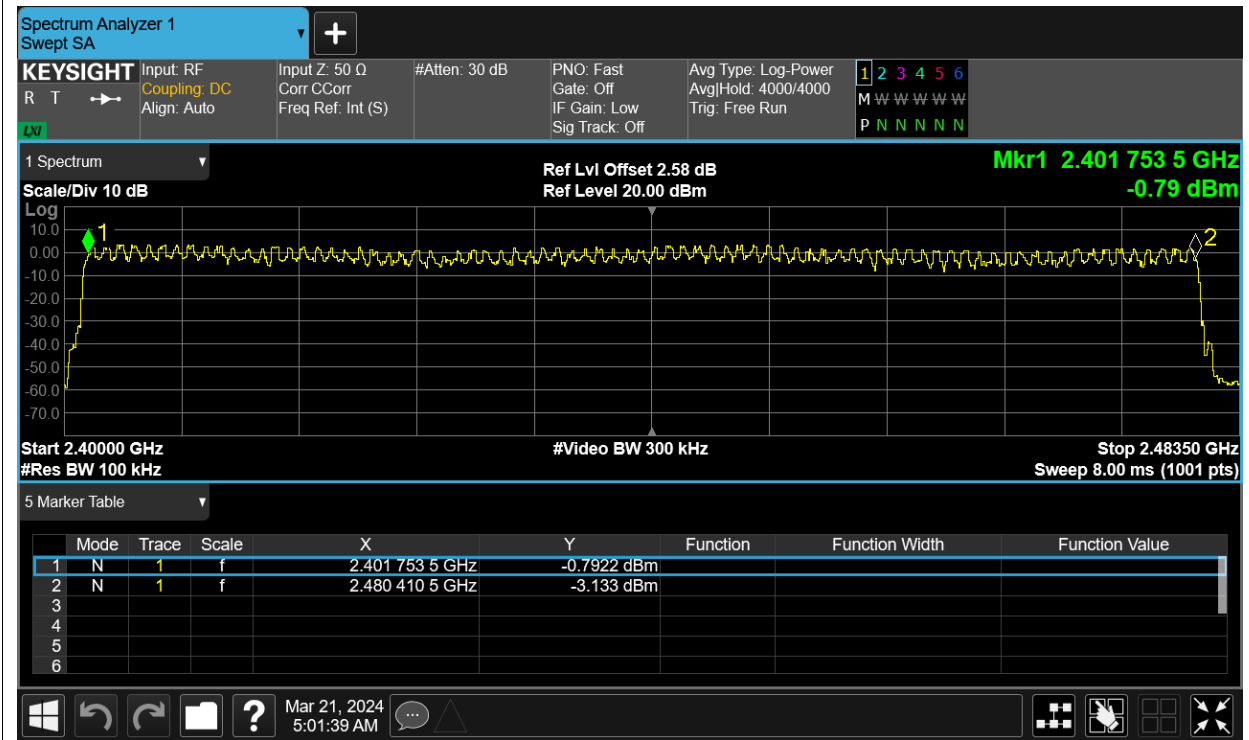 Spectrum Analyzer 1
Swept SA
+
KEYSIGHT Input: RF Input Z: 50 Ω #Atten: 30 dB PNO: Fast Avg Type: Log-Power 1 2 3 4 5 6
R T Coupling: DC Corr CCorr Gate: Off Avg|Hold: 4000/4000 M W W W W W
Align: Auto Freq Ref: Int (S) IF Gain: Low Trig: Free Run
LXI Sig Track: Off P N N N N N
1 Spectrum Ref Lvl Offset 2.58 dB Mkr1 2.401 753 5 GHz
Scale/Div 10 dB Ref Level 20.00 dBm -0.79 dBm
Log
10.0 1 2
0.00
-10.0
-20.0
-30.0
-40.0
-50.0
-60.0
-70.0
Start 2.40000 GHz #Video BW 300 kHz Stop 2.48350 GHz
#Res BW 100 kHz Sweep 8.00 ms (1001 pts)
5 Marker Table
Mode Trace Scale X Y Function Function Width Function Value
1 N 1 f 2.401 753 5 GHz -0.7922 dBm
2 N 1 f 2.480 410 5 GHz -3.133 dBm
3
4
5
6
? Mar 21, 2024
5:01:39 AM